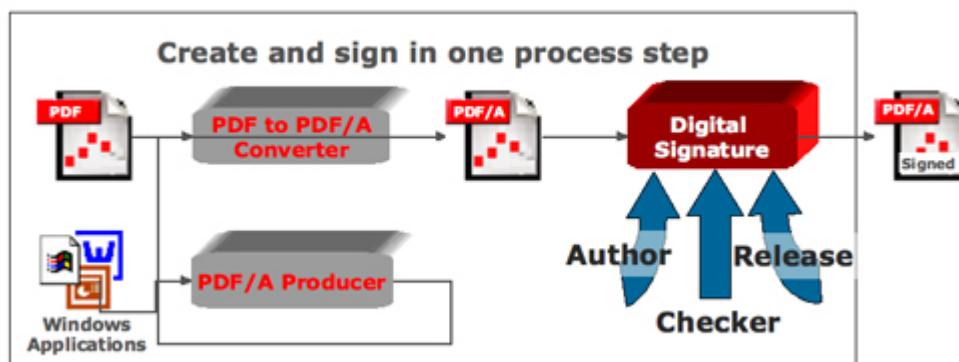 Create and sign in one process step
PDF
PDF to PDF/A
Converter
PDF/A
Digital
Signature
PDF/A
Signed
W
Author
Release
PDF/A Producer
Checker
Windows
Applications